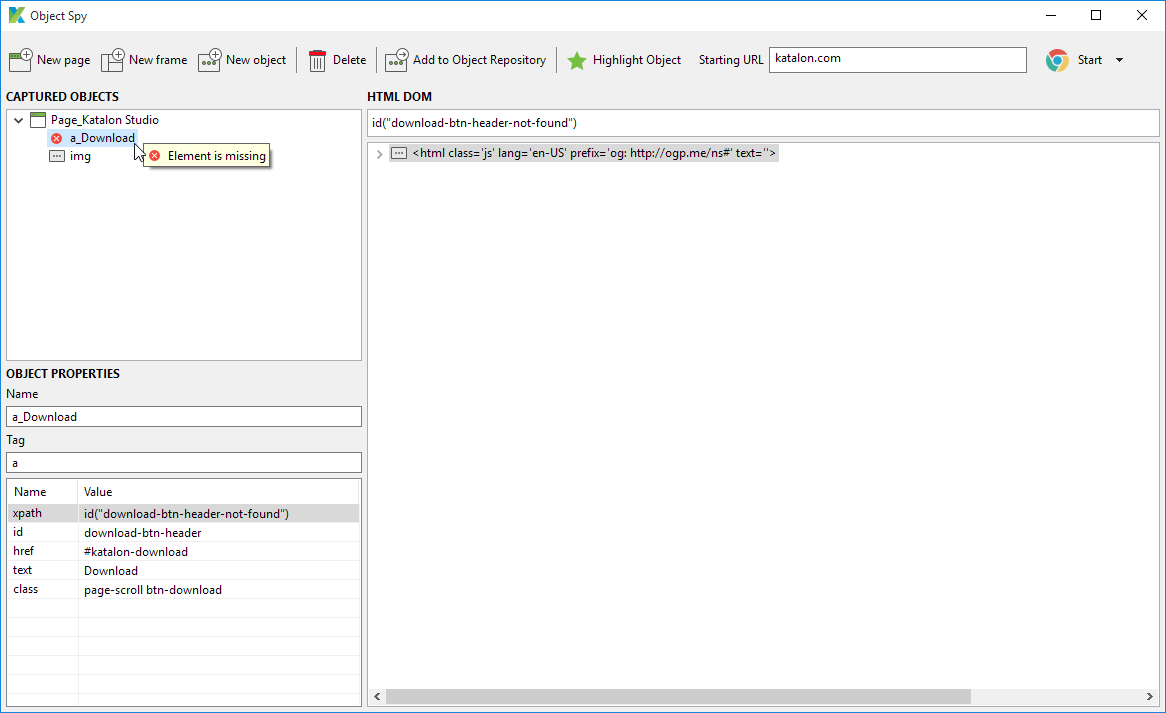 Object Spy
New page New frame New object Delete Add to Object Repository Highlight Object Starting URL katalon.com Start
CAPTURED OBJECTS
Page_Katalon Studio
a_Download
Element is missing
img
OBJECT PROPERTIES
Name
a_Download
Tag
a
Name Value
xpath id("download-btn-header-not-found")
id download-btn-header
href #katalon-download
text Download
class page-scroll btn-download
HTML DOM
id("download-btn-header-not-found")
<html class='js' lang='en-US' prefix='og: http://ogp.me/ns#' text=''>